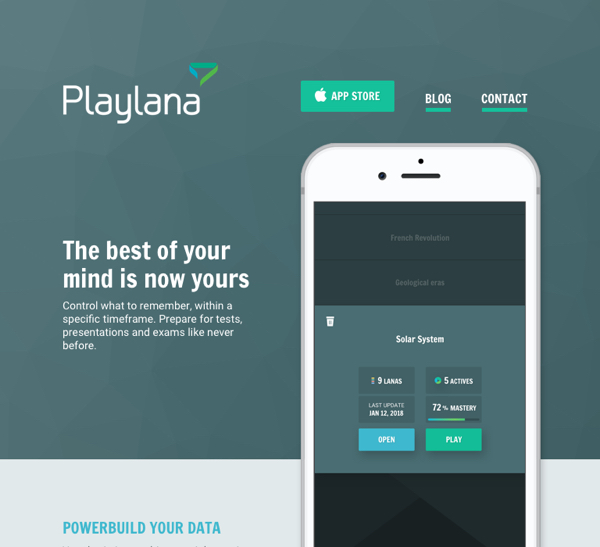 Playlana
APP STORE
BLOG
CONTACT
The best of your
mind is now yours
Control what to remember, within a
specific timeframe. Prepare for tests,
presentations and exams like never
before.
French Revolution
Geological eras
Solar System
9 LANAS
5 ACTIVES
LAST UPDATE
JAN 12, 2018
72 % MASTERY
OPEN
PLAY
POWERBUILD YOUR DATA